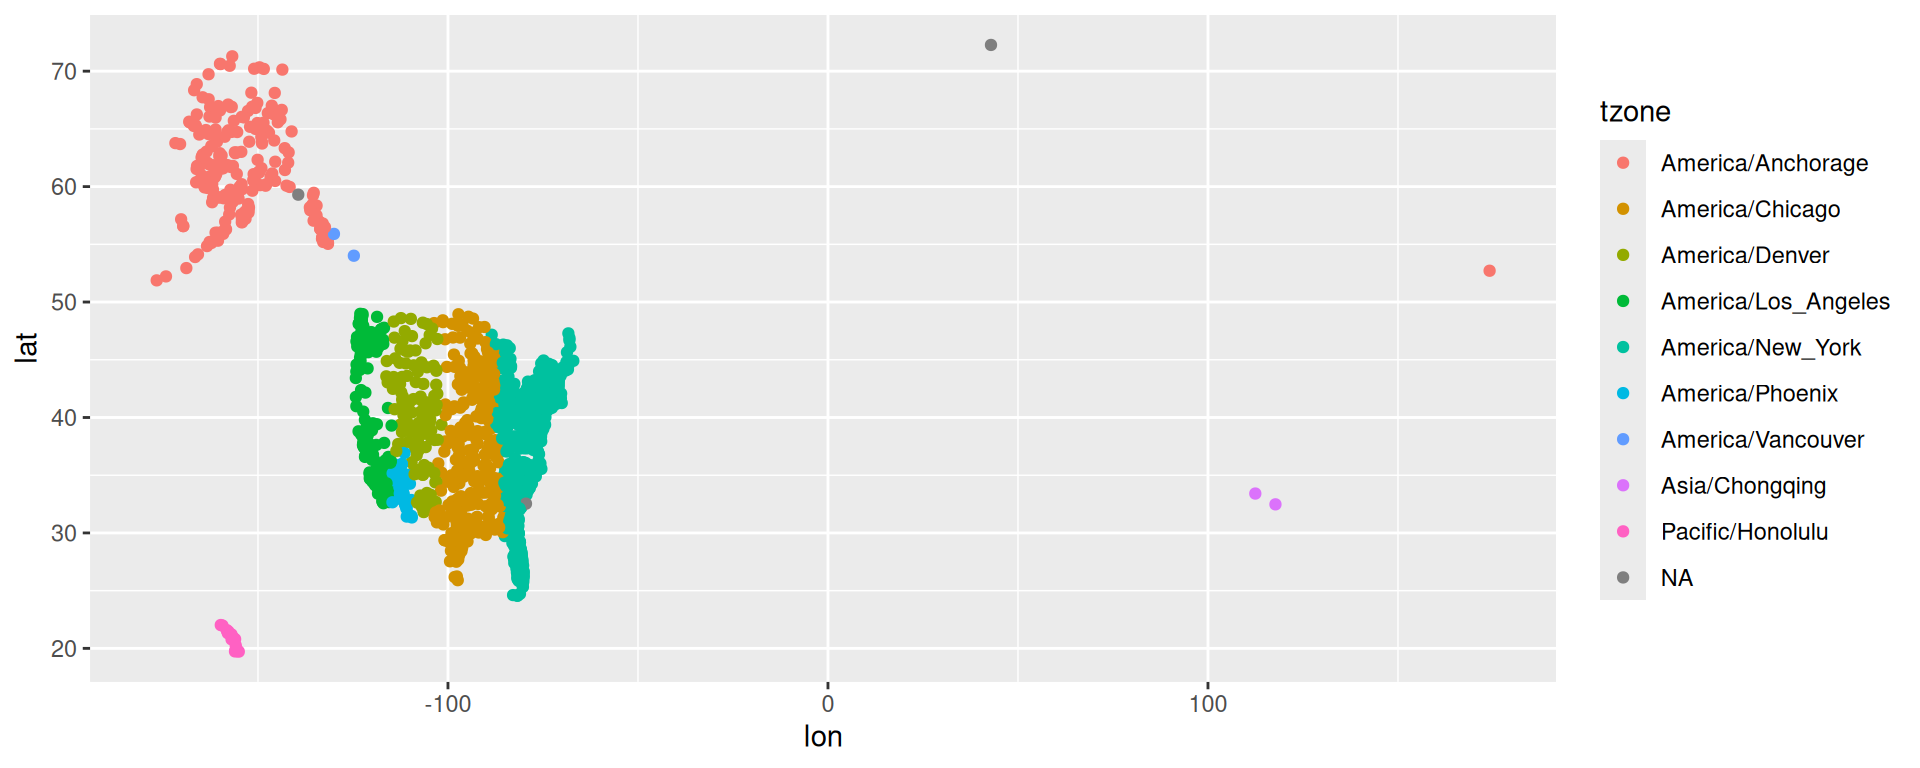 70
60
50
40
30
20
lat
-100
0
100
lon
tzone
America/Anchorage
America/Chicago
America/Denver
America/Los_Angeles
America/New_York
America/Phoenix
America/Vancouver
Asia/Chongqing
Pacific/Honolulu
NA